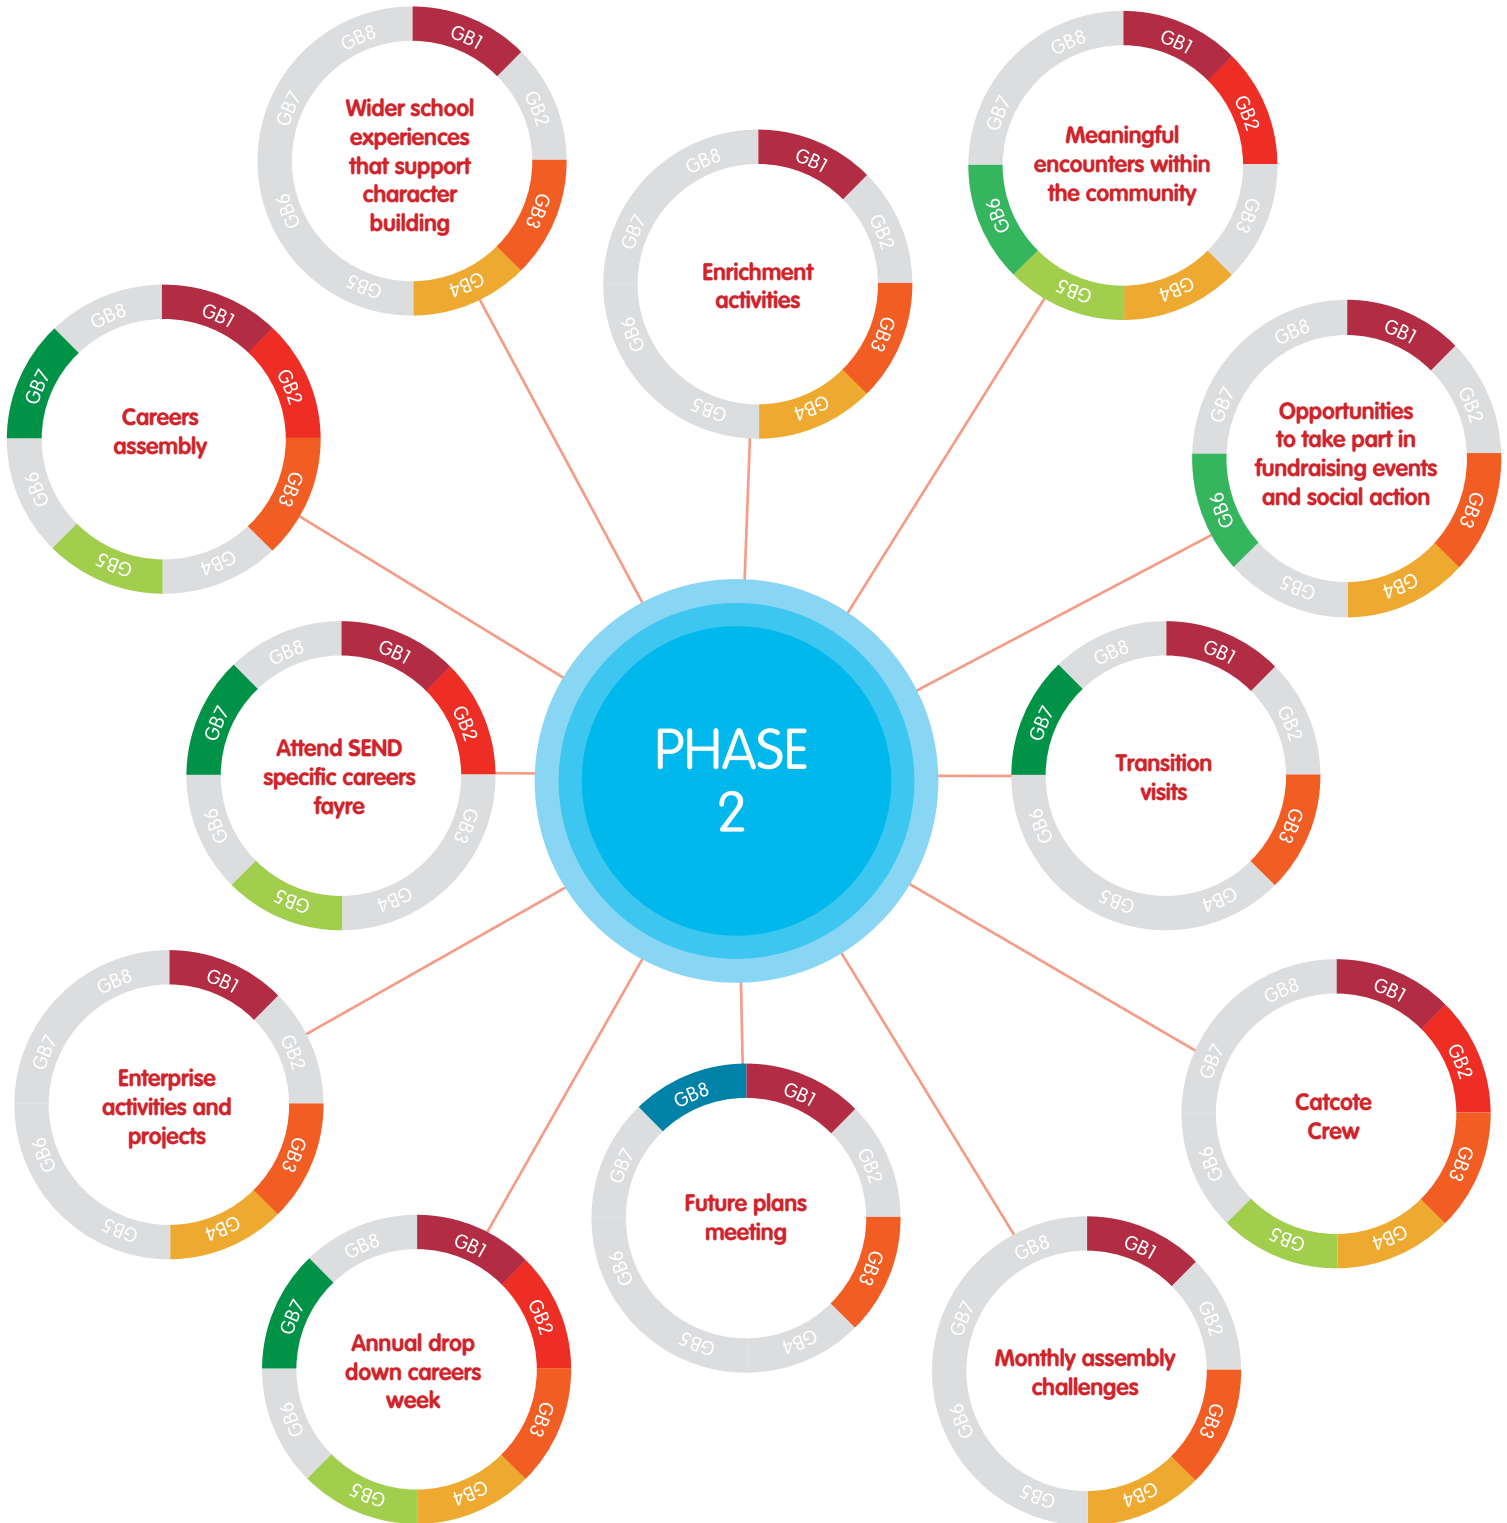 GB8
GB1
GB2
GB3
GB4
GB5
GB6
GB7
Wider school
experiences
that support
character
building
GB8
GB1
GB2
GB3
GB4
GB5
GB6
GB7
Enrichment
activities
GB8
GB1
GB2
GB3
GB4
GB5
GB6
GB7
Meaningful
encounters within
the community
GB8
GB1
GB2
GB3
GB4
GB5
GB6
GB7
Careers
assembly
GB8
GB1
GB2
GB3
GB4
GB5
GB6
GB7
Opportunities
to take part in
fundraising events
and social action
GB8
GB1
GB2
GB3
GB4
GB5
GB6
GB7
Attend SEND
specific careers
fayre
PHASE
2
GB8
GB1
GB2
GB3
GB4
GB5
GB6
GB7
Transition
visits
GB8
GB1
GB2
GB3
GB4
GB5
GB6
GB7
Enterprise
activities and
projects
GB8
GB1
GB2
GB3
GB4
GB5
GB6
GB7
Catcote
Crew
GB8
GB1
GB2
GB3
GB4
GB5
GB6
GB7
Future plans
meeting
GB8
GB1
GB2
GB3
GB4
GB5
GB6
GB7
Annual drop
down careers
week
GB8
GB1
GB2
GB3
GB4
GB5
GB6
GB7
Monthly assembly
challenges